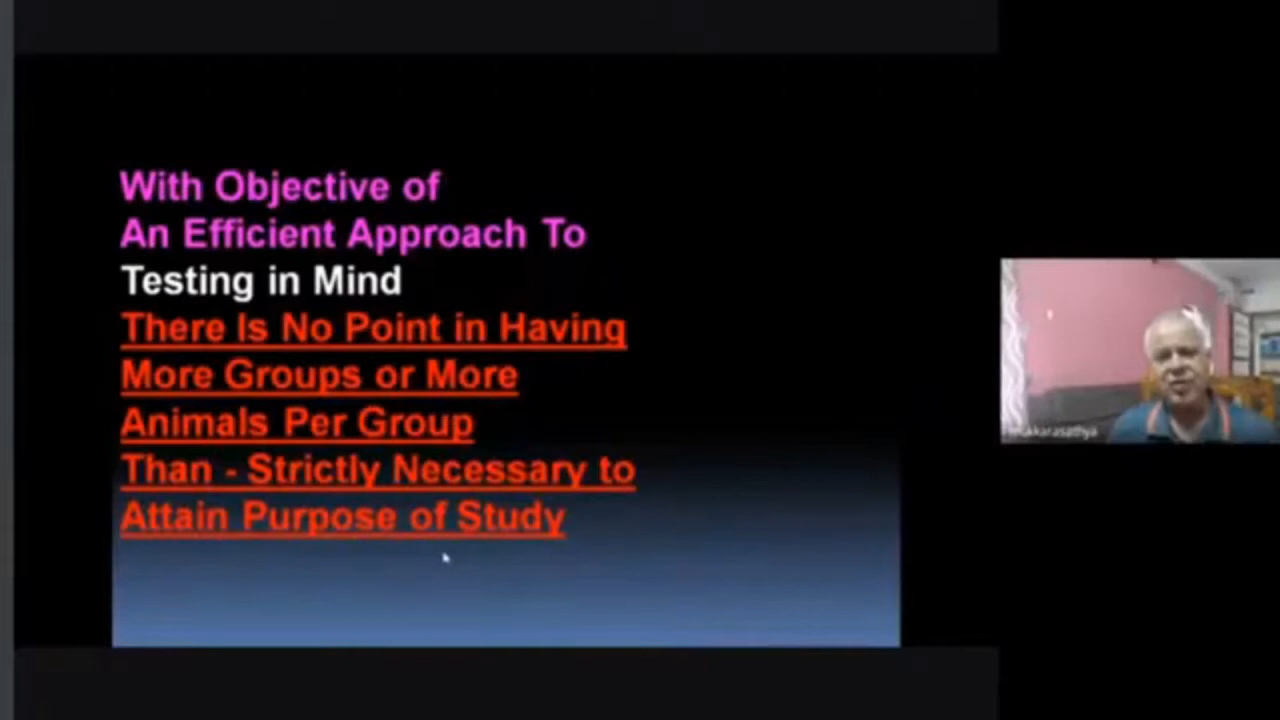 With Objective of
An Efficient Approach To
Testing in Mind
There Is No Point in Having
More Groups or More
Animals Per Group
Than - Strictly Necessary to
Attain Purpose of Study